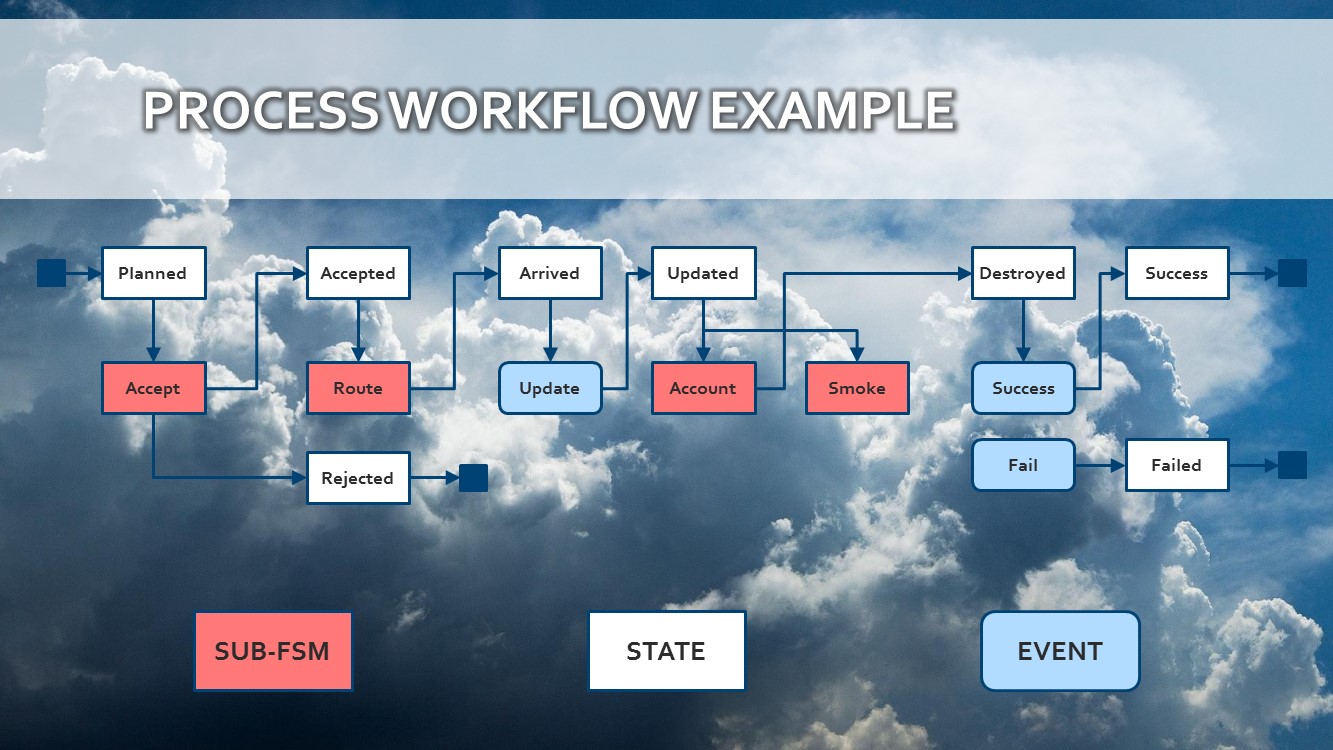 PROCESS WORKFLOW EXAMPLE
Planned
Accepted
Arrived
Updated
Destroyed
Success
Accept
Route
Update
Account
Smoke
Success
Rejected
Fail
Failed
SUB-FSM
STATE
EVENT